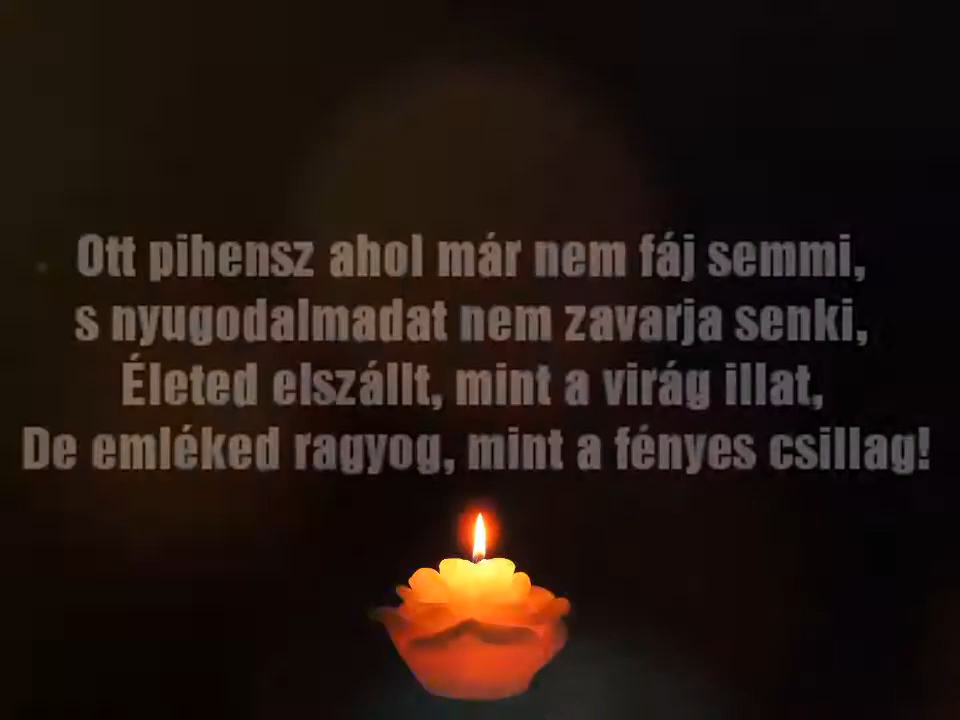 Ott pihensz ahol már nem fáj semmi,
s nyugodalmadat nem zavarja senki,
Életed elszállt, mint a virág illat,
De emléked ragyog, mint a fényes csillag!